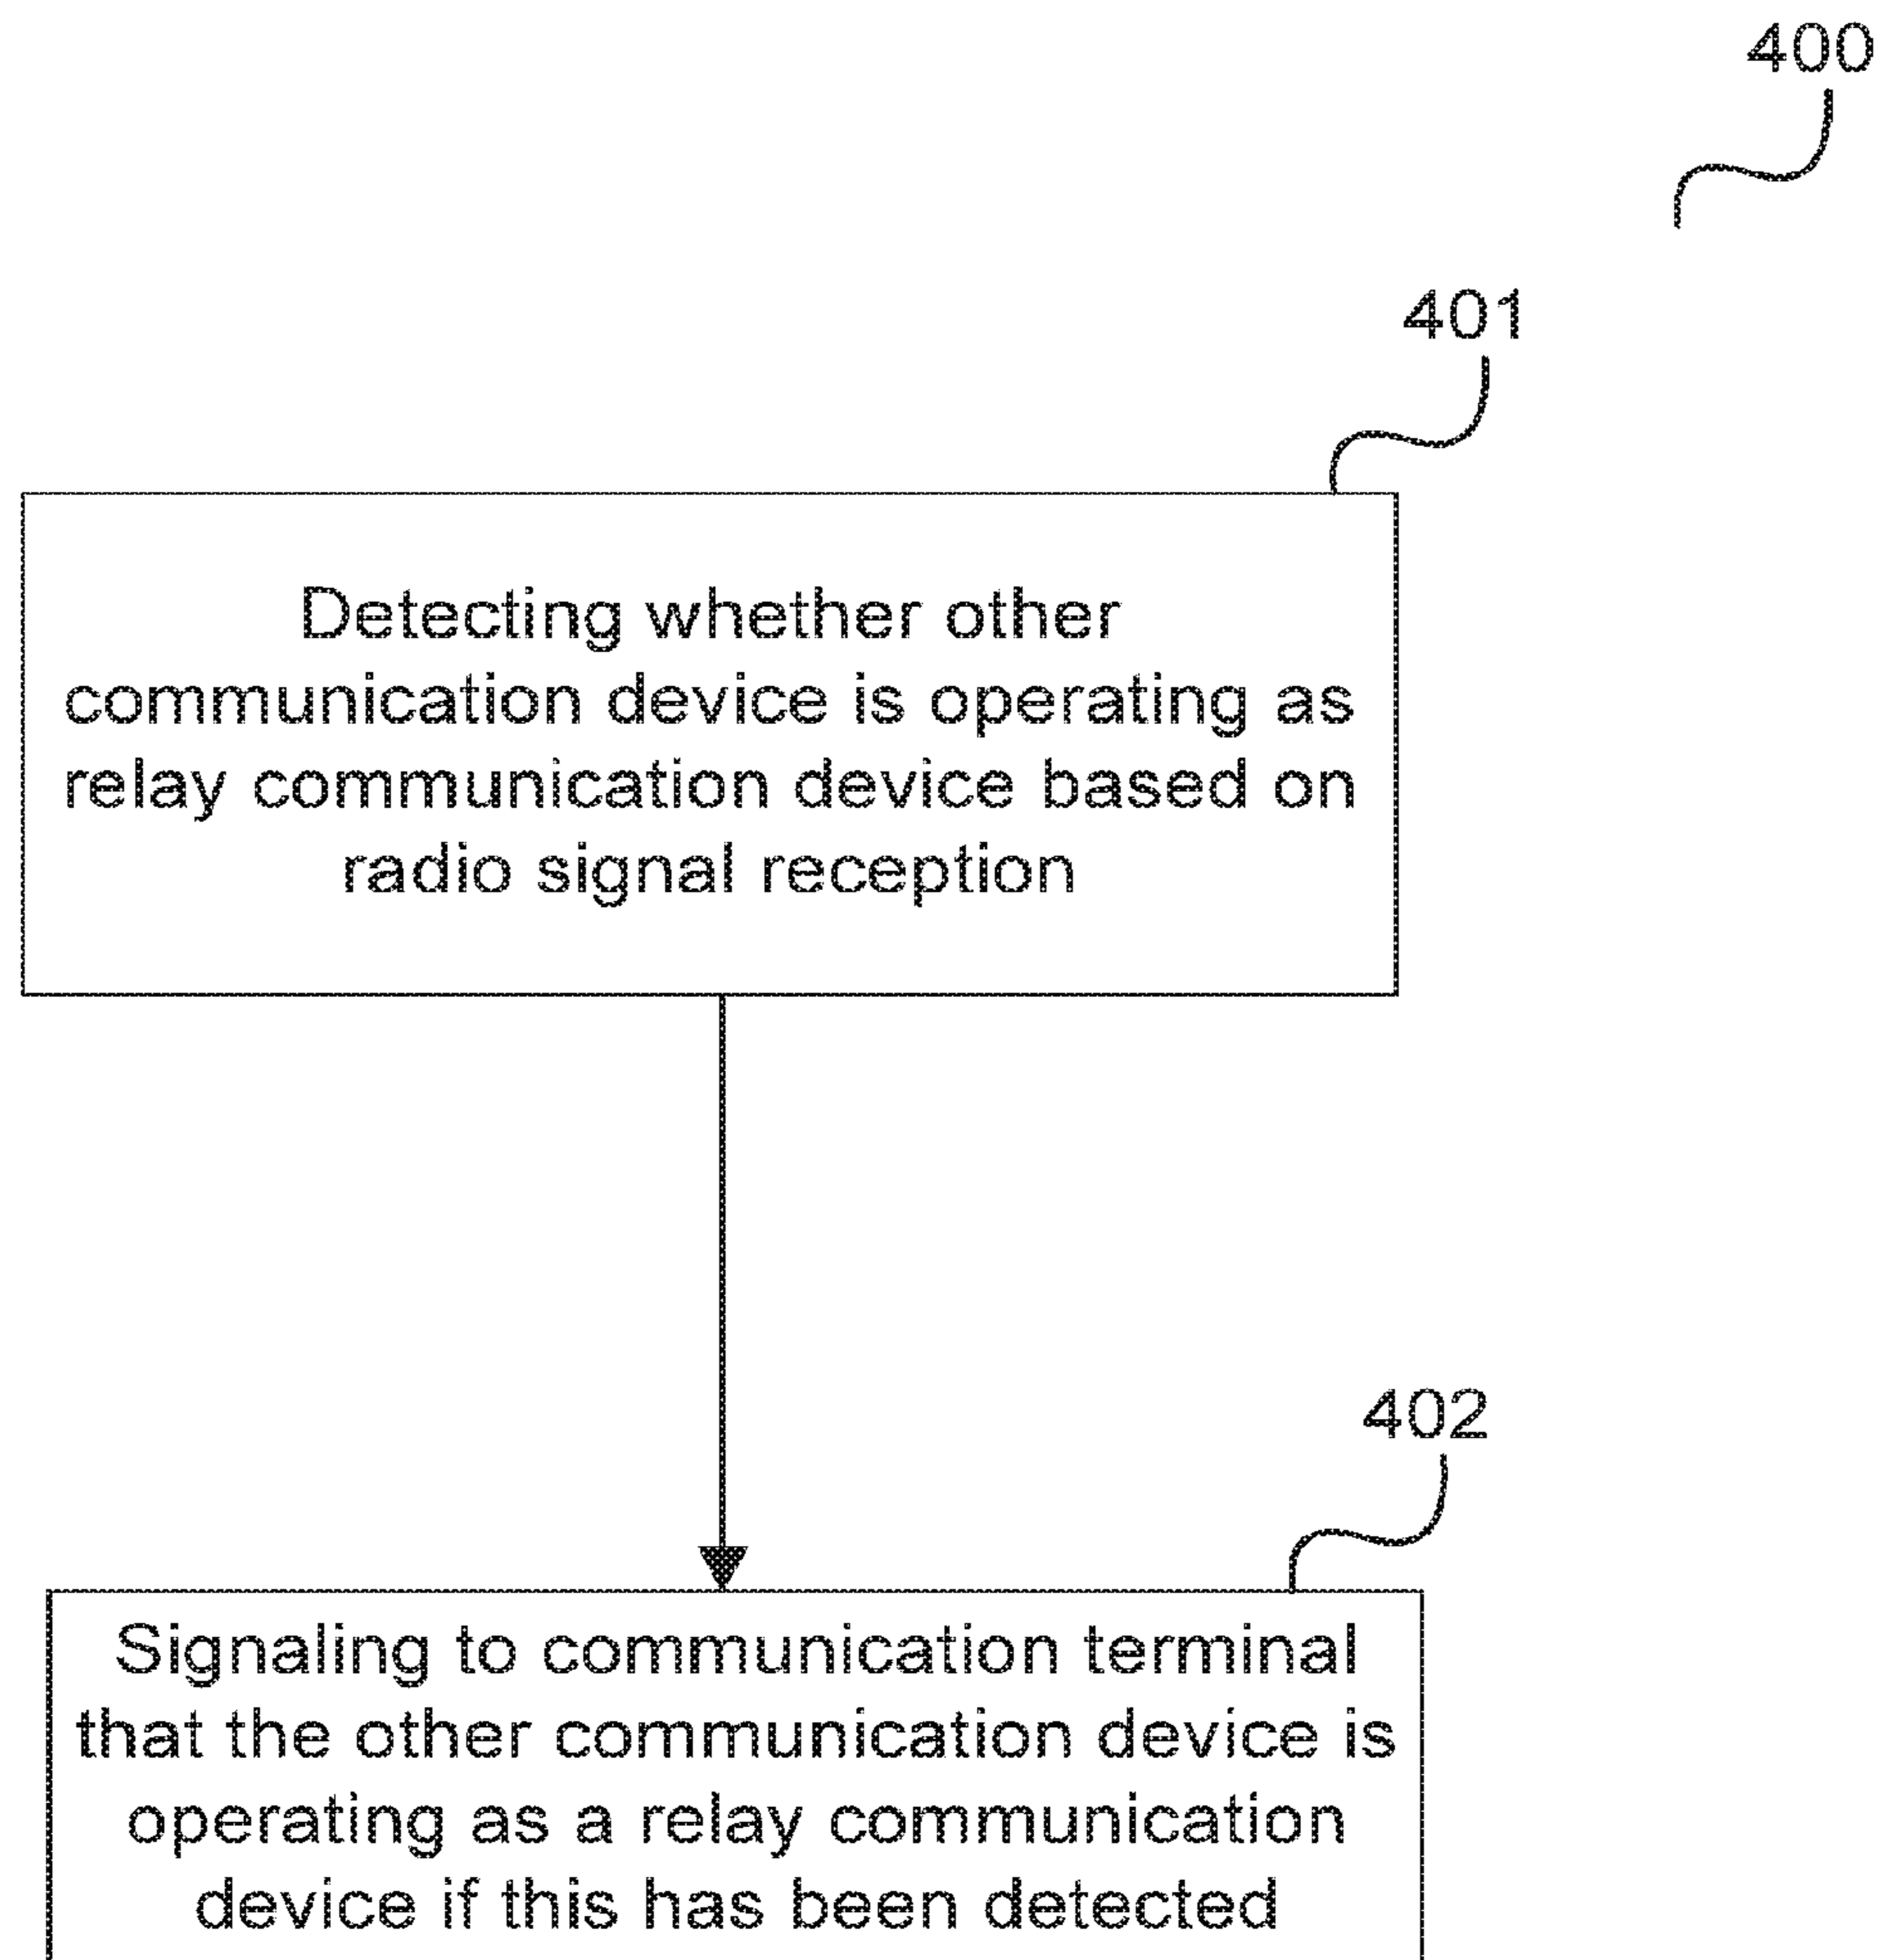 400
401
Detecting whether other
communication device is operating as
relay communication device based on
radio signal reception
402
Signaling to communication terminal
that the other communication device is
operating as a relay communication
device if this has been detected